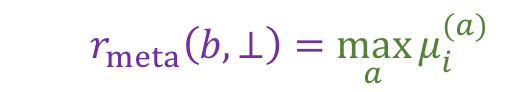 r_meta(b, ⊥) = max_a μ_i^(a)